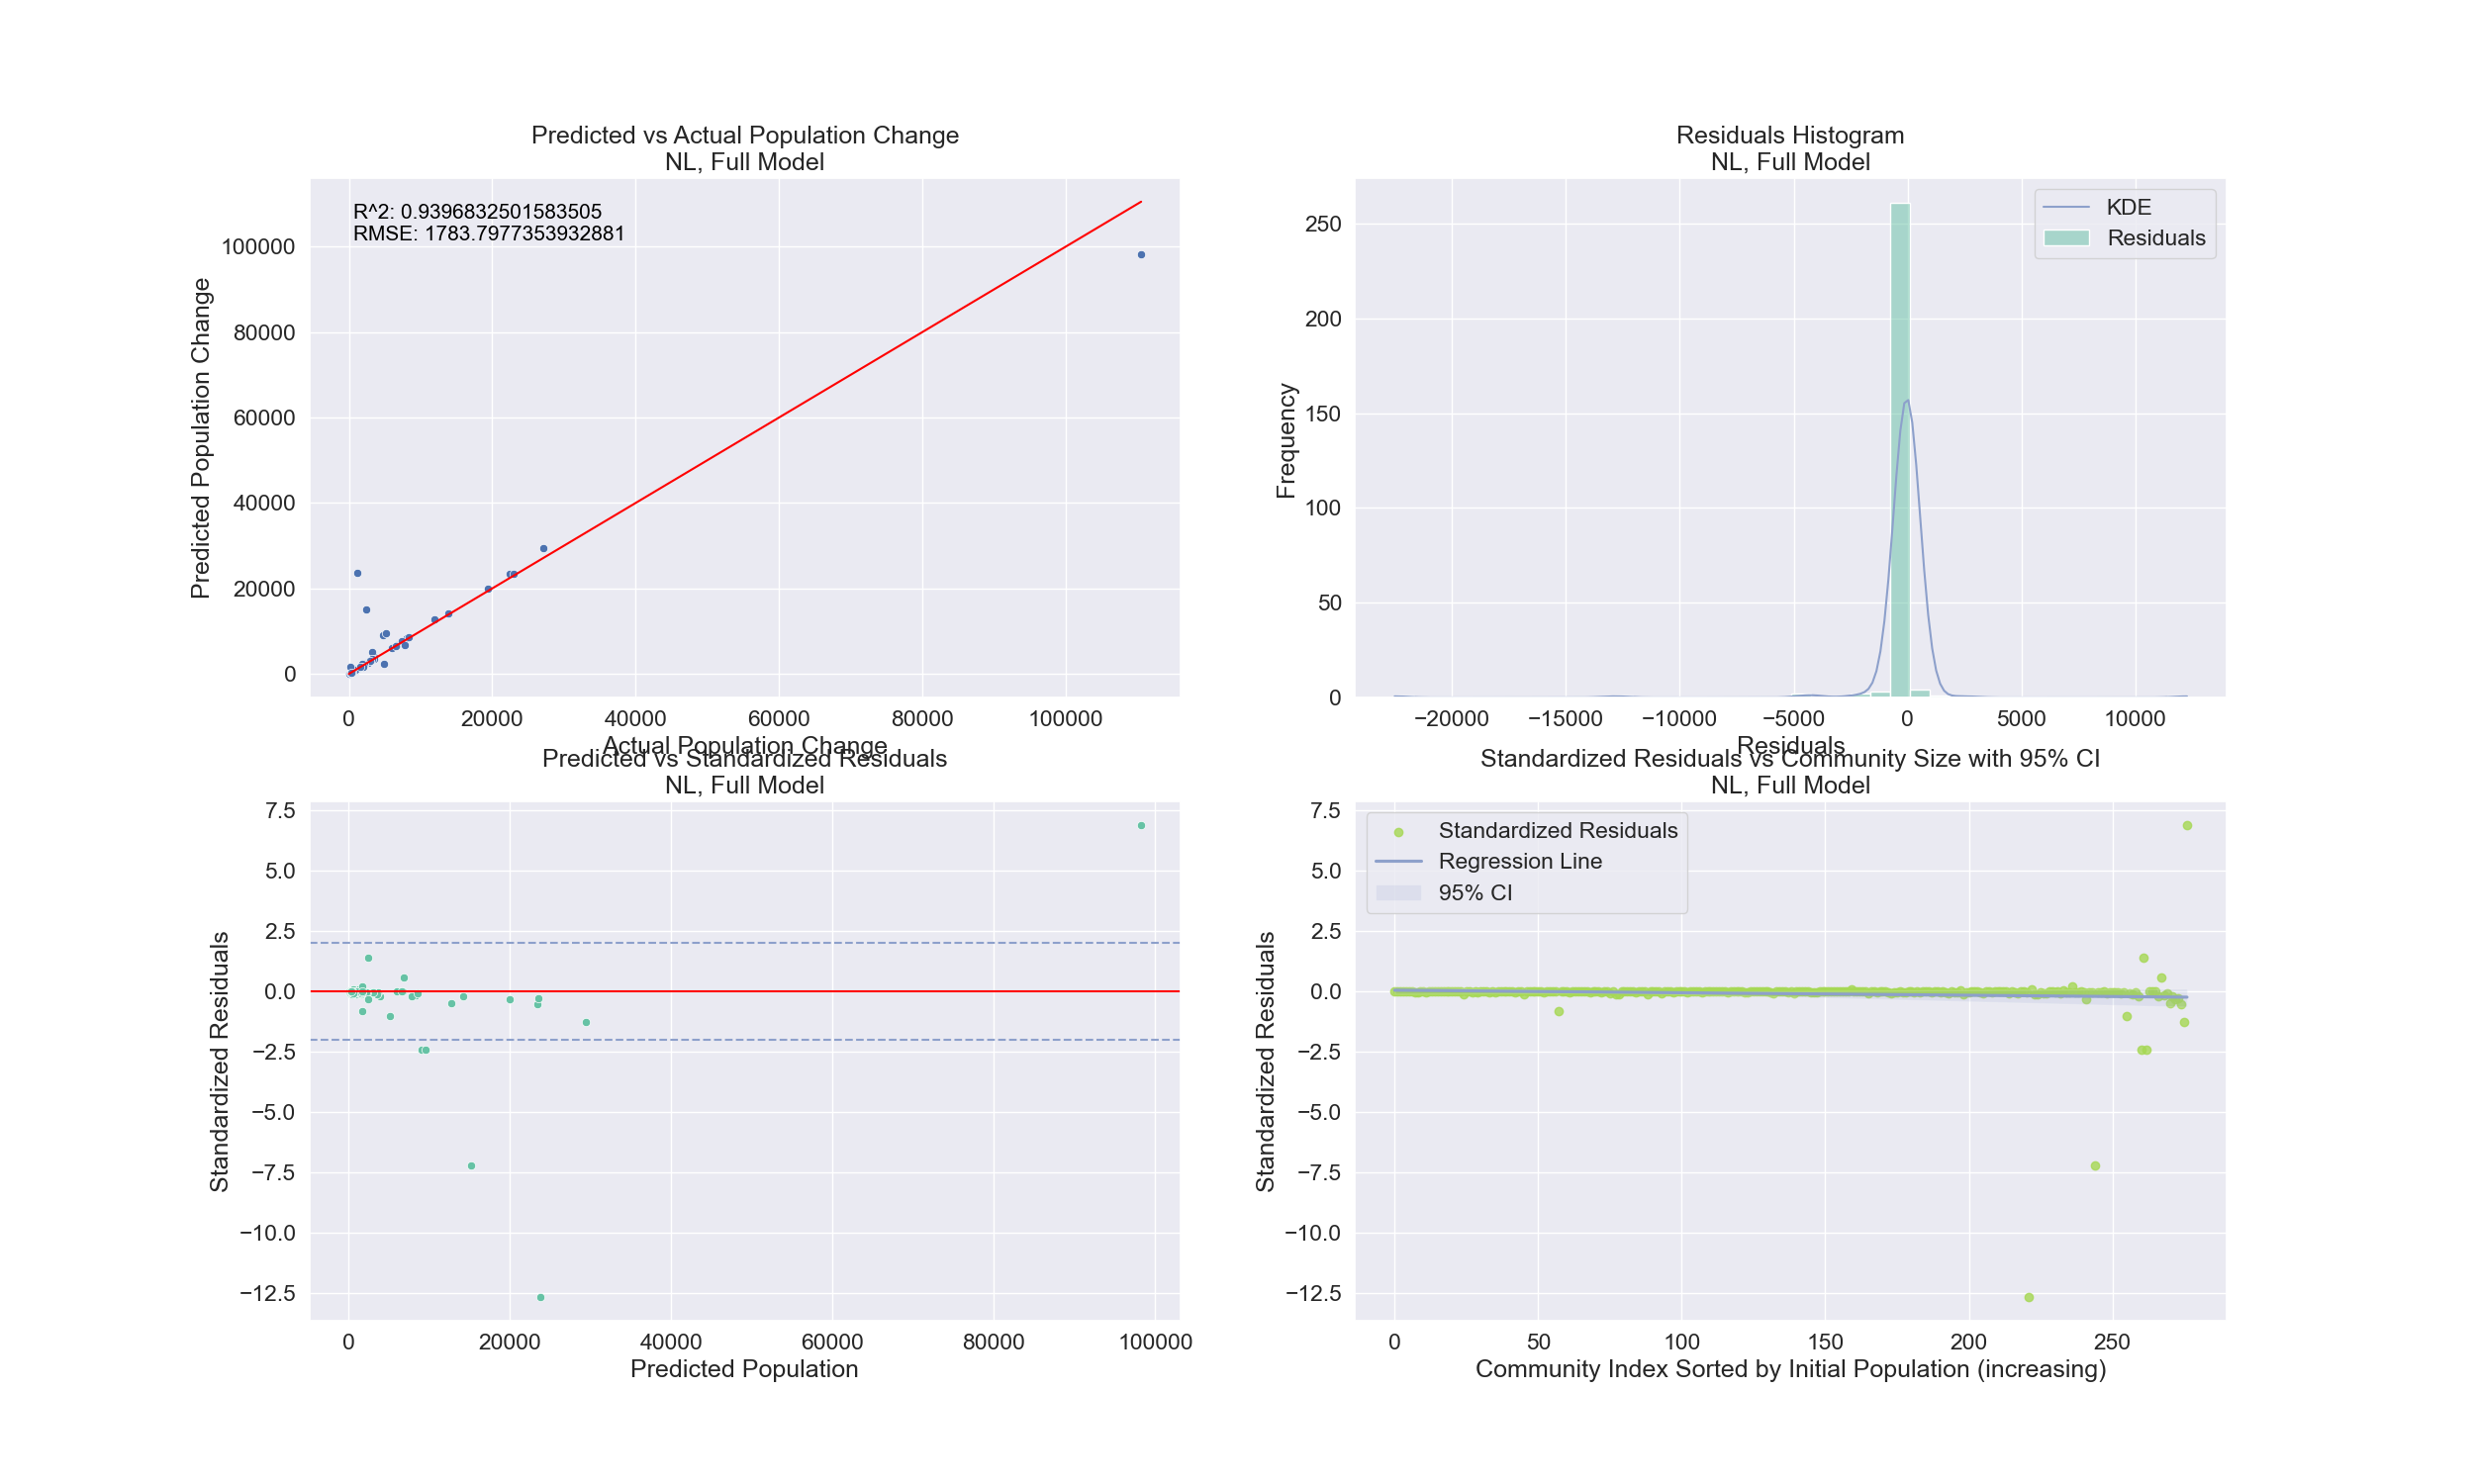 Predicted vs Actual Population Change
NL, Full Model
R^2: 0.9396832501583505
RMSE: 1783.7977353932881
Predicted Population Change
100000
80000
60000
40000
20000
0
0
20000
40000
60000
80000
100000
Actual Population Change
Residuals Histogram
NL, Full Model
KDE
Residuals
Frequency
250
200
150
100
50
0
−20000
−15000
−10000
−5000
0
5000
10000
Residuals
Predicted vs Standardized Residuals
NL, Full Model
Standardized Residuals
7.5
5.0
2.5
0.0
−2.5
−5.0
−7.5
−10.0
−12.5
0
20000
40000
60000
80000
100000
Predicted Population
Standardized Residuals vs Community Size with 95% CI
NL, Full Model
Standardized Residuals
Regression Line
95% CI
Standardized Residuals
7.5
5.0
2.5
0.0
−2.5
−5.0
−7.5
−10.0
−12.5
0
50
100
150
200
250
Community Index Sorted by Initial Population (increasing)